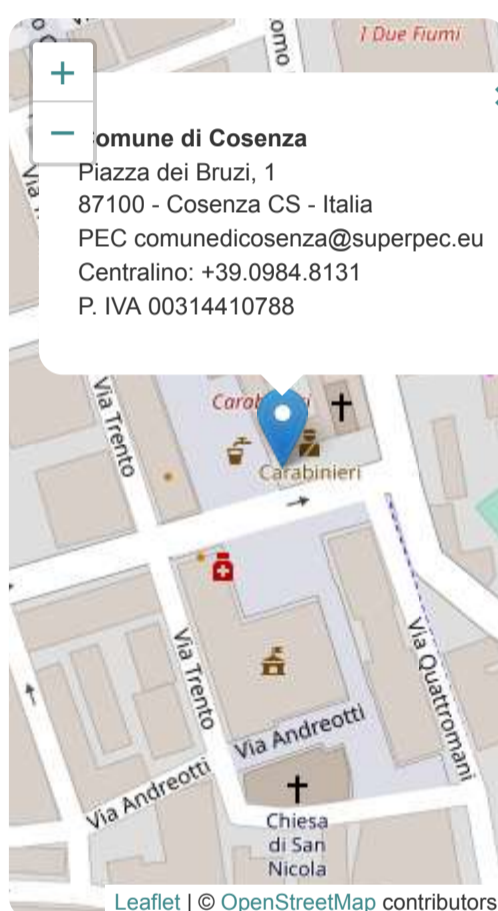 I Due Fiumi
omo
+
−
omune di Cosenza
Piazza dei Bruzi, 1
87100 - Cosenza CS - Italia
PEC comunedicosenza@superpec.eu
Centralino: +39.0984.8131
P. IVA 00314410788
Via Trento
Carabinieri
Via Trento
Via Quattromani
Via Andreotti
Via Andreotti
Chiesa
di San
Nicola
Leaflet | © OpenStreetMap contributors